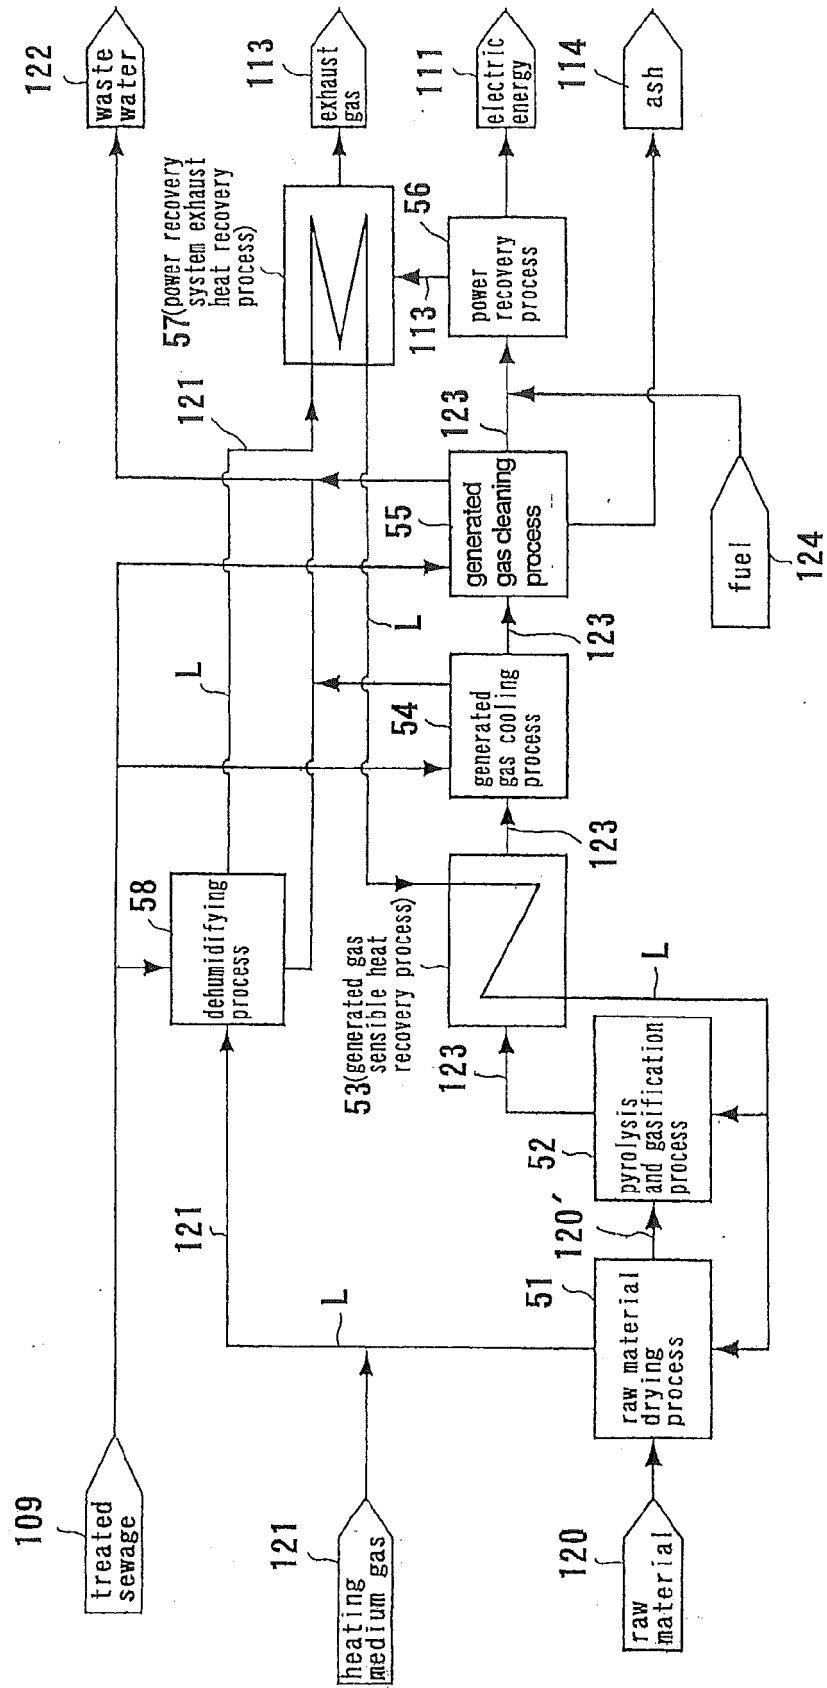 109
treated
sewage
122
waste
water
121
heating
medium gas
L
121
58
dehumidifying
process
L
121
57(power recovery
system exhaust
heat recovery
process)
113
exhaust
gas
53(generated gas
sensible heat
recovery process)
L
113
123
123
54
generated
gas cooling
process
123
55
generated
gas cleaning
process
123
56
power
recovery
process
111
electric
energy
120
raw
material
51
raw material
drying
process
120′
52
pyrolysis
and gasification
process
L
114
ash
fuel
124